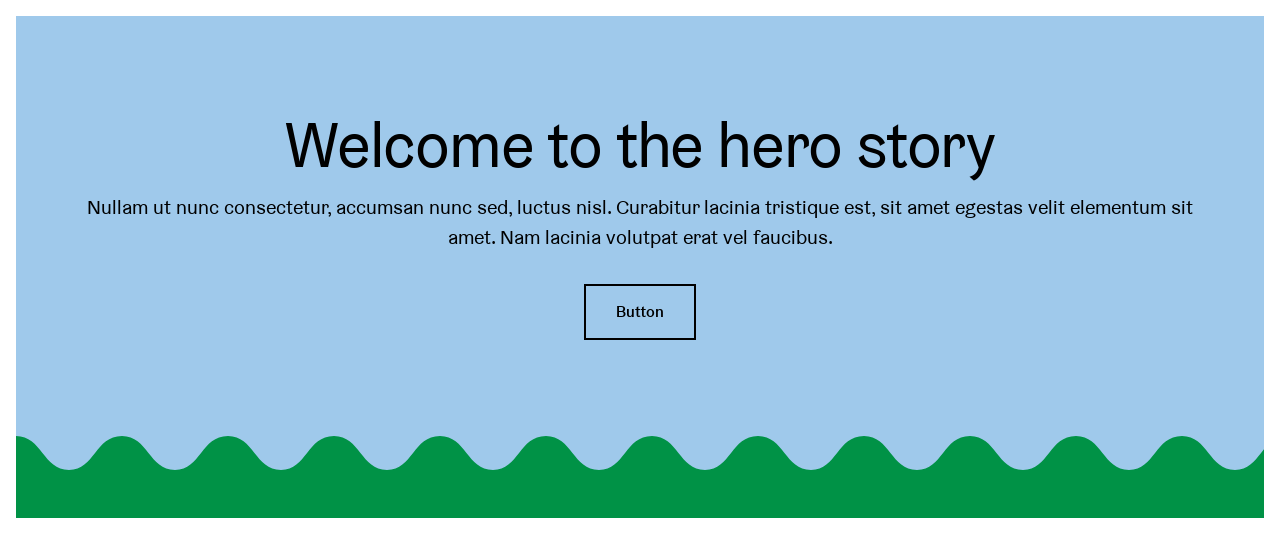 Welcome to the hero story
Nullam ut nunc consectetur, accumsan nunc sed, luctus nisl. Curabitur lacinia tristique est, sit amet egestas velit elementum sit
amet. Nam lacinia volutpat erat vel faucibus.
Button